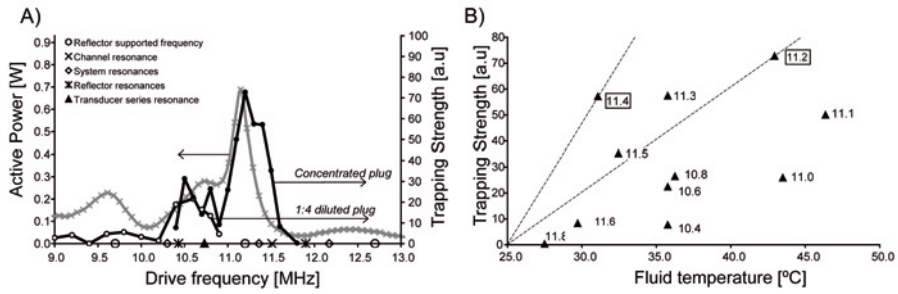 A)
Active Power [W]
0.9
0.8
0.7
0.6
0.5
0.4
0.3
0.2
0.1
0.0
Reflector supported frequency
Channel resonance
System resonances
Reflector resonances
Transducer series resonance
Concentrated plug
1:4 diluted plug
100
90
80
70
60
50
40
30
20
10
0
Trapping Strength [a.u]
9.0 9.5 10.0 10.5 11.0 11.5 12.0 12.5 13.0
Drive frequency [MHz]
B)
Trapping Strength [a.u]
80
70
60
50
40
30
20
10
0
11.2
11.4
11.3
11.1
11.5
10.8
11.0
10.6
11.6
10.4
11.8
25.0 30.0 35.0 40.0 45.0 50.0
Fluid temperature [ºC]